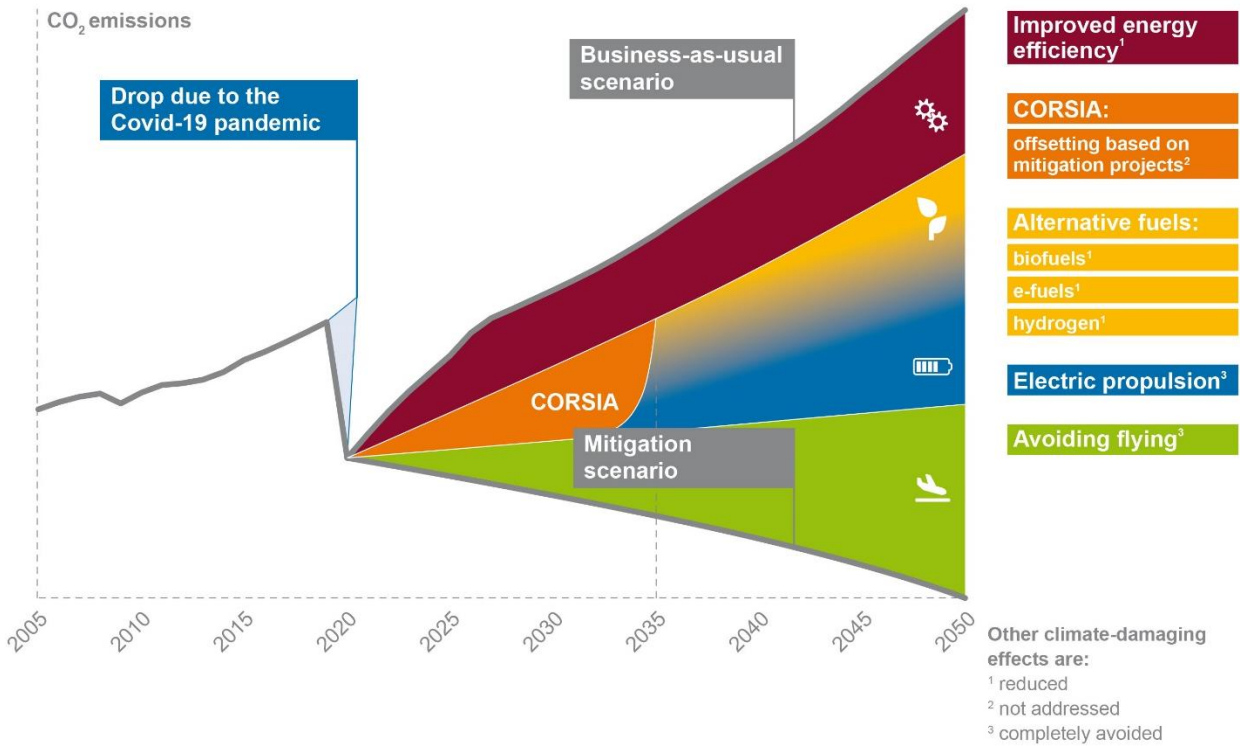 CO₂ emissions
Drop due to the
Covid-19 pandemic
Business-as-usual
scenario
CORSIA
Mitigation
scenario
2005
2010
2015
2020
2025
2030
2035
2040
2045
2050
Improved energy
efficiency¹
CORSIA:
offsetting based on
mitigation projects²
Alternative fuels:
biofuels¹
e-fuels¹
hydrogen¹
Electric propulsion³
Avoiding flying³
Other climate-damaging
effects are:
¹ reduced
² not addressed
³ completely avoided